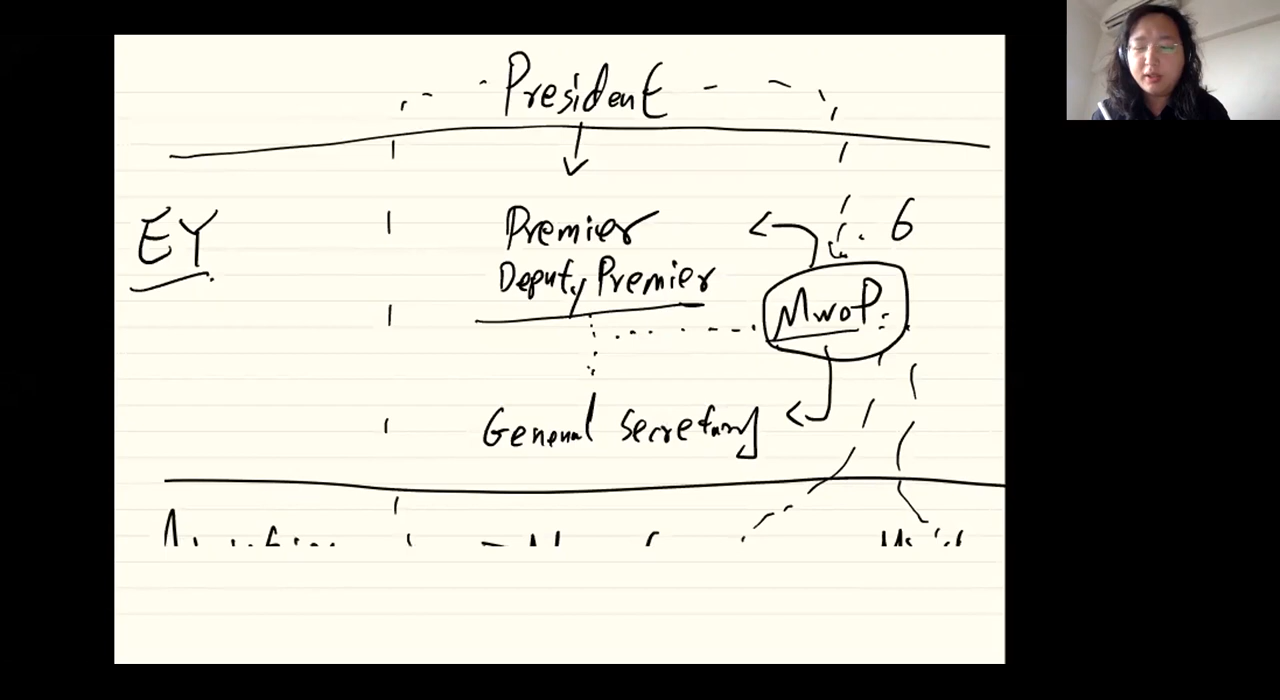 President
EY
Premier
6
Deputy Premier
MwoP
General Secretary